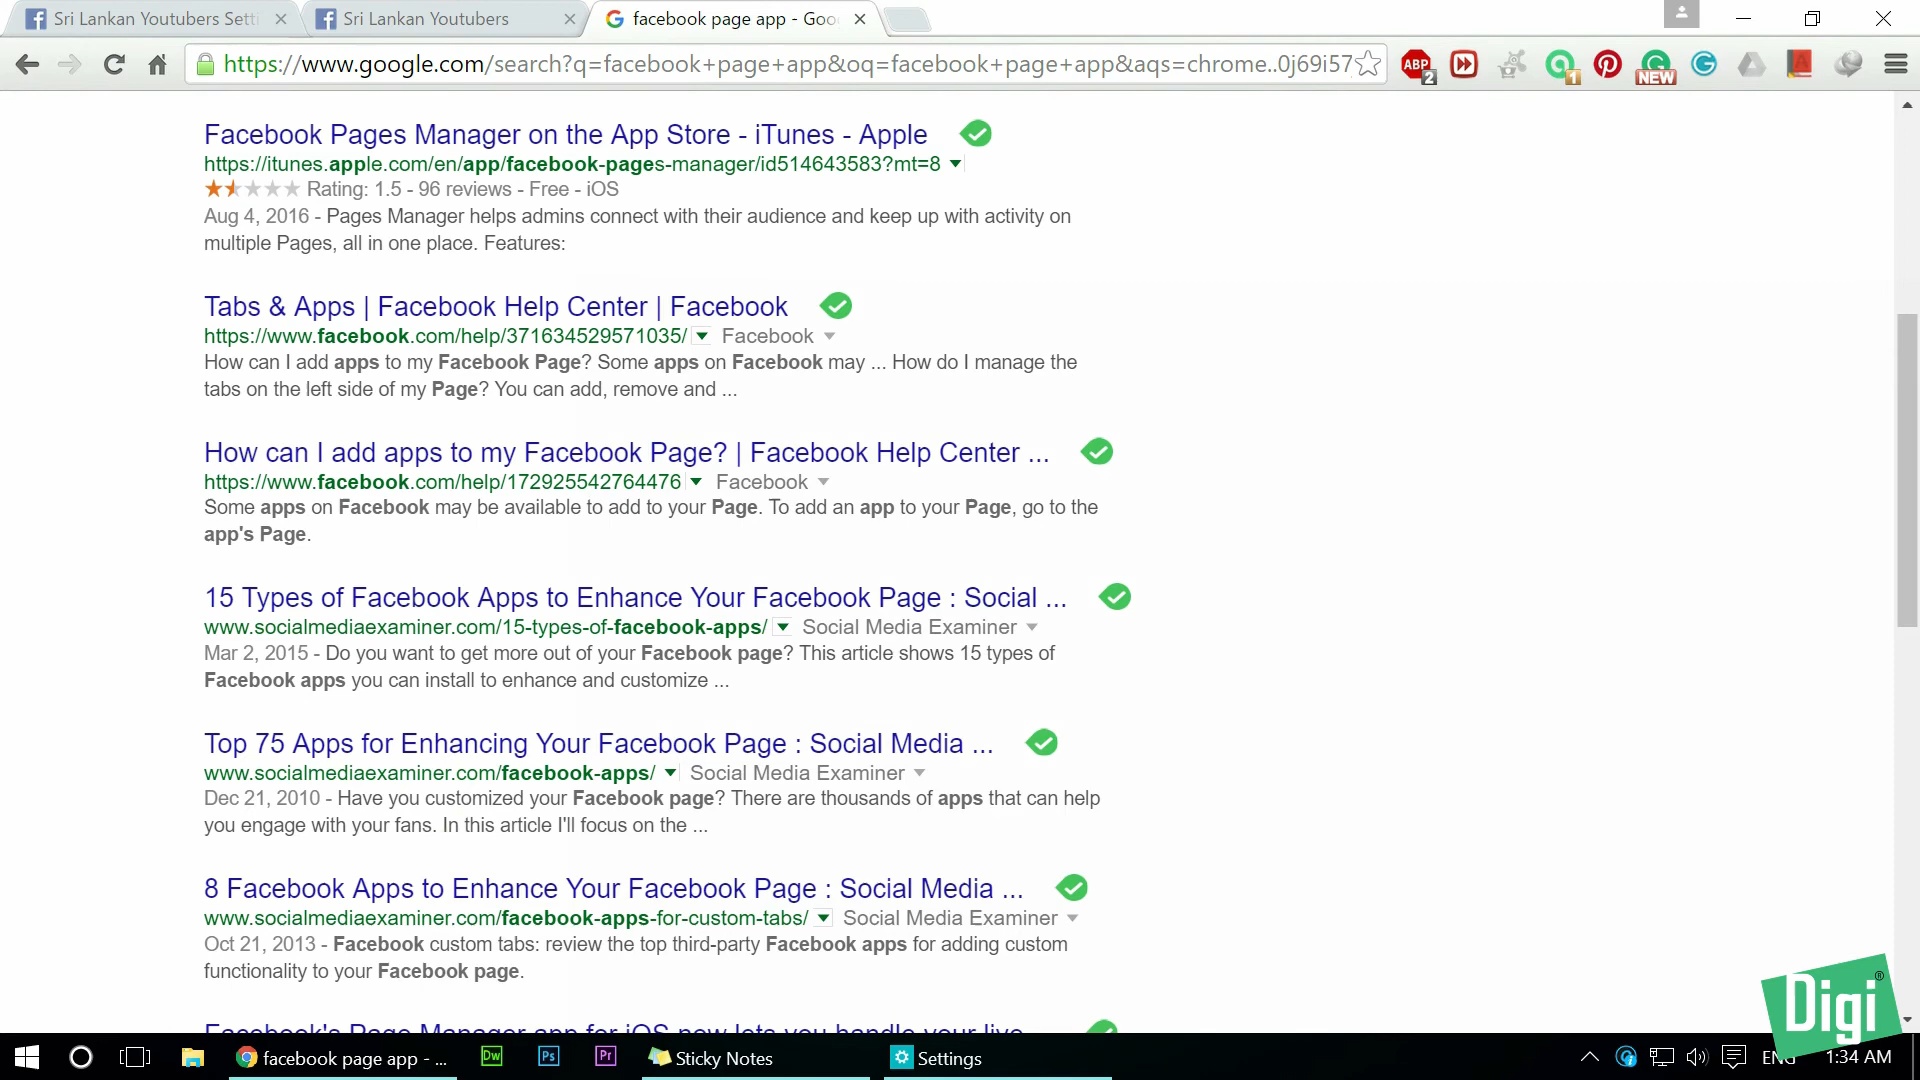 Sri Lankan Youtubers Sett
Sri Lankan Youtubers
facebook page app - Goo
https://www.google.com/search?q=facebook+page+app&oq=facebook+page+app&aqs=chrome..0j69i57
ABP
2
1
NEW
Facebook Pages Manager on the App Store - iTunes - Apple
https://itunes.apple.com/en/app/facebook-pages-manager/id514643583?mt=8
Rating: 1.5 - 96 reviews - Free - iOS
Aug 4, 2016 - Pages Manager helps admins connect with their audience and keep up with activity on
multiple Pages, all in one place. Features:
Tabs & Apps | Facebook Help Center | Facebook
https://www.facebook.com/help/371634529571035/ Facebook
How can I add apps to my Facebook Page? Some apps on Facebook may ... How do I manage the
tabs on the left side of my Page? You can add, remove and ...
How can I add apps to my Facebook Page? | Facebook Help Center ...
https://www.facebook.com/help/172925542764476 Facebook
Some apps on Facebook may be available to add to your Page. To add an app to your Page, go to the
app's Page.
15 Types of Facebook Apps to Enhance Your Facebook Page : Social ...
www.socialmediaexaminer.com/15-types-of-facebook-apps/ Social Media Examiner
Mar 2, 2015 - Do you want to get more out of your Facebook page? This article shows 15 types of
Facebook apps you can install to enhance and customize ...
Top 75 Apps for Enhancing Your Facebook Page : Social Media ...
www.socialmediaexaminer.com/facebook-apps/ Social Media Examiner
Dec 21, 2010 - Have you customized your Facebook page? There are thousands of apps that can help
you engage with your fans. In this article I'll focus on the ...
8 Facebook Apps to Enhance Your Facebook Page : Social Media ...
www.socialmediaexaminer.com/facebook-apps-for-custom-tabs/ Social Media Examiner
Oct 21, 2013 - Facebook custom tabs: review the top third-party Facebook apps for adding custom
functionality to your Facebook page.
Facebook's Page Manager app for iOS now lets you handle your live
Digi ®
facebook page app - ...
Dw
Ps
Pr
Sticky Notes
Settings
ENG
1:34 AM